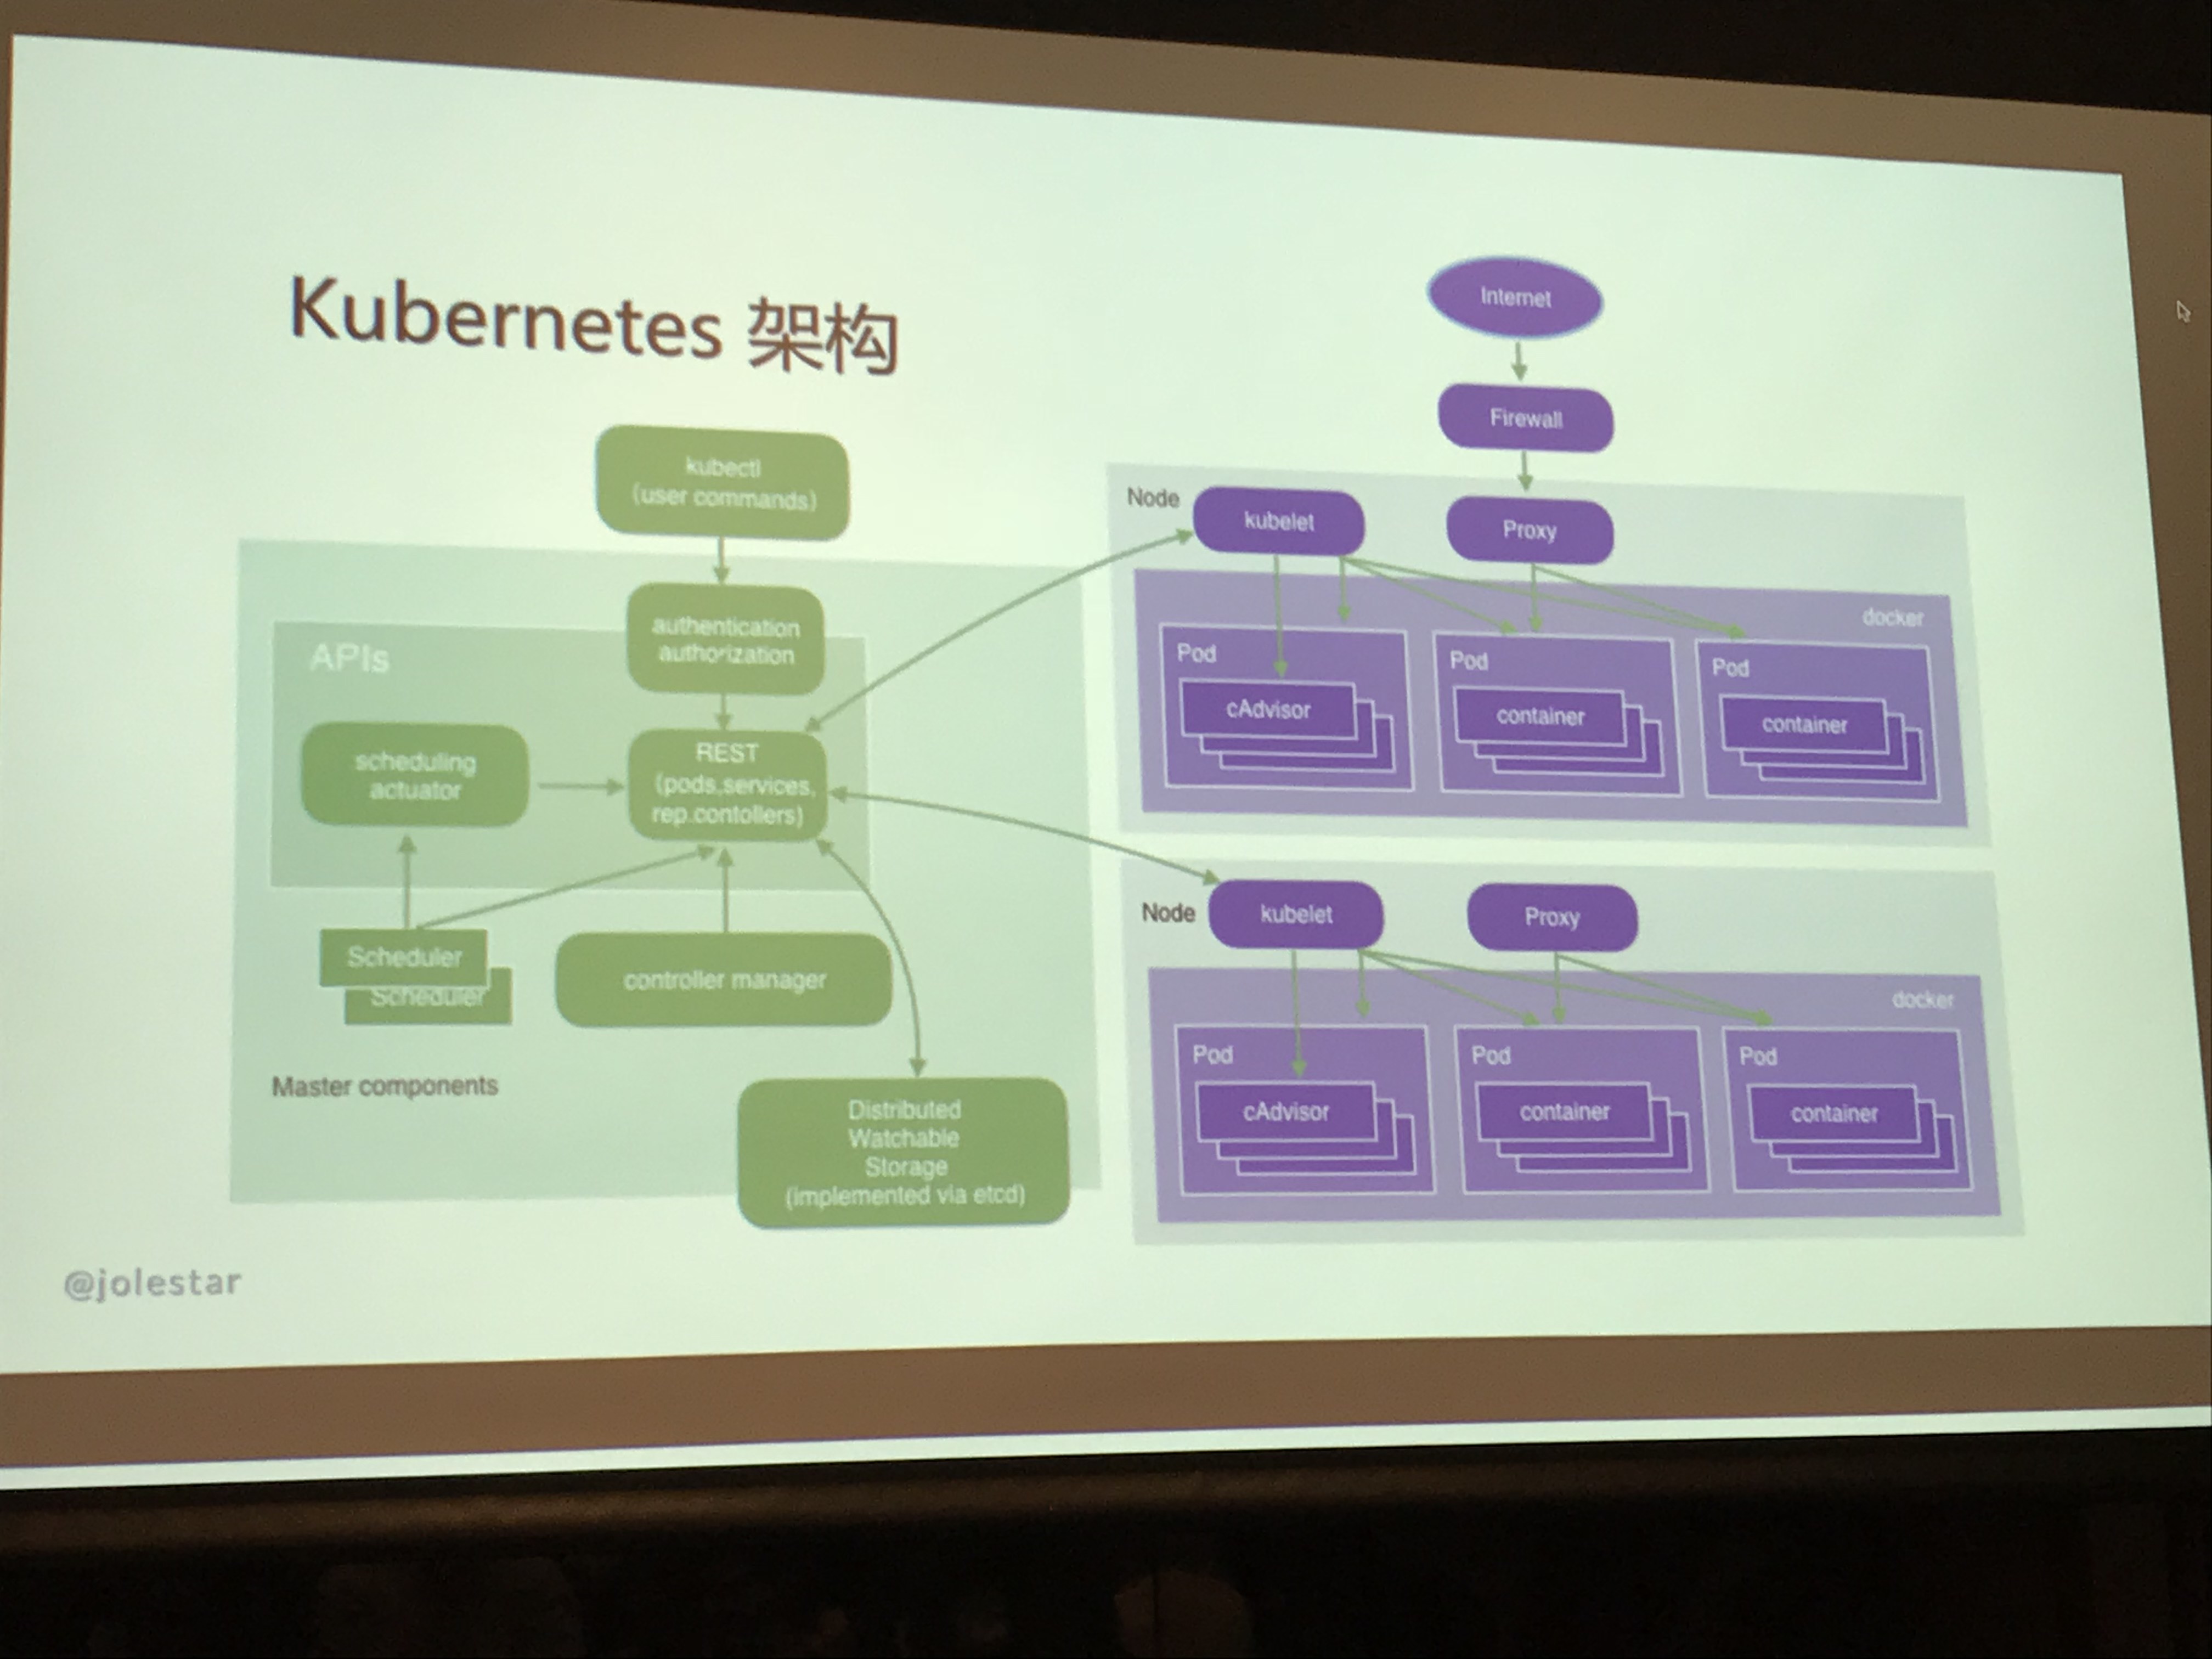 Kubernetes 架构
kubectl
(user commands)
authentication
authorization
APIs
scheduling
actuator
REST
(pods,services,
rep.contollers)
Scheduler
Scheduler
controller manager
Master components
Distributed
Watchable
Storage
(implemented via etcd)
Internet
Firewall
Node
kubelet
Proxy
docker
Pod
cAdvisor
Pod
container
Pod
container
Node
kubelet
Proxy
docker
Pod
cAdvisor
Pod
container
Pod
container
@jolestar